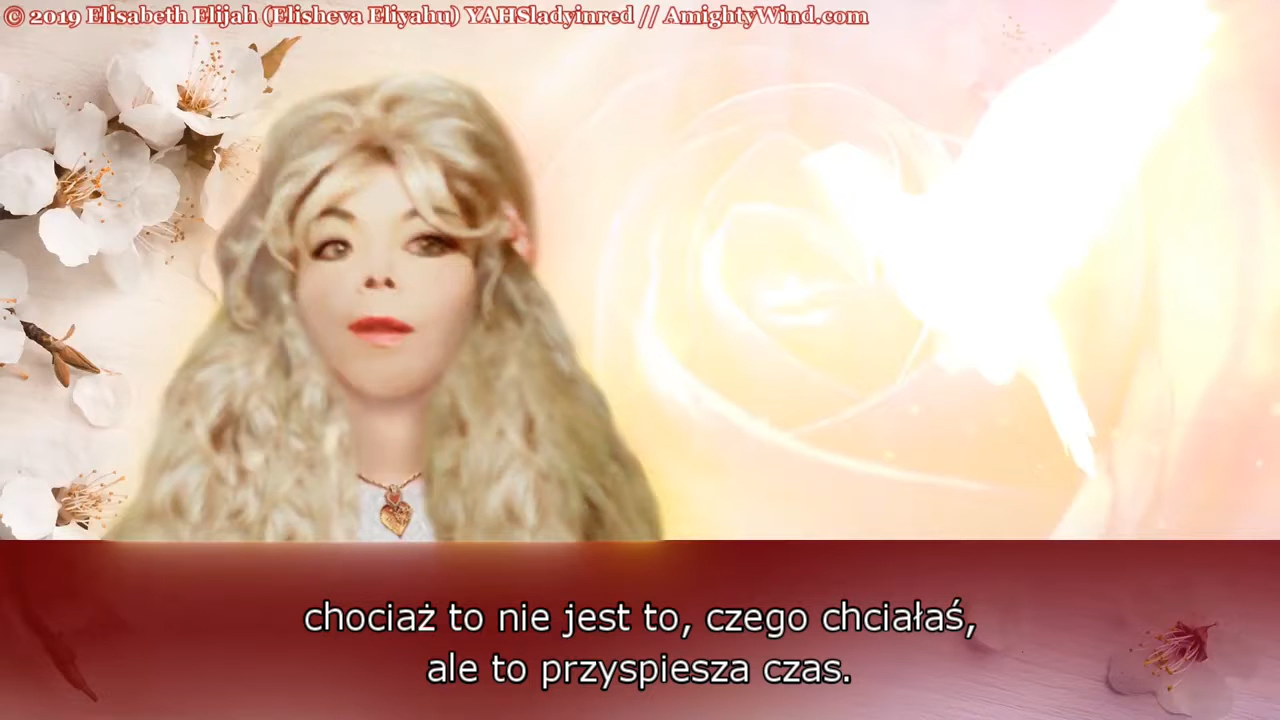 © 2019 Elisabeth Elijah (Elisheva Eliyahu) YAHSladyinred // AmightyWind.com
chociaż to nie jest to, czego chciałaś,
ale to przyspiesza czas.